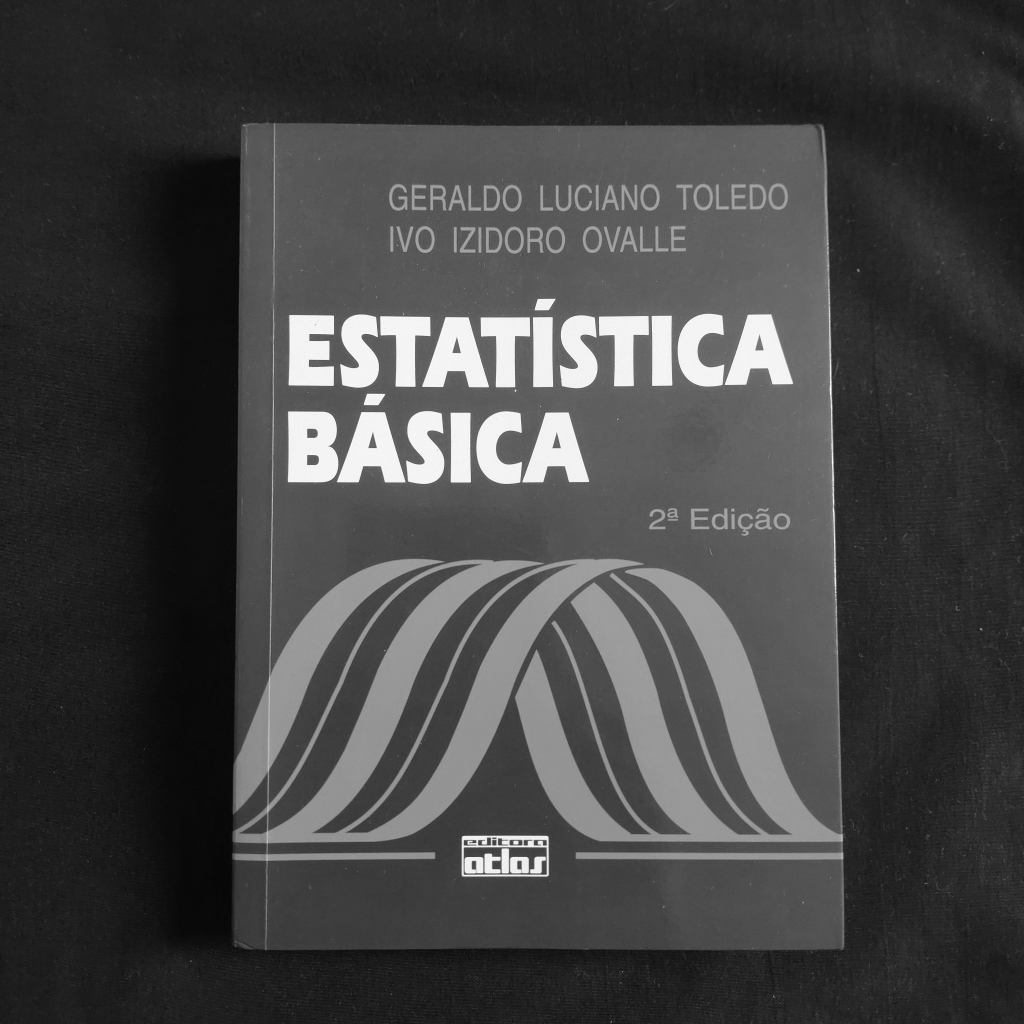 GERALDO LUCIANO TOLEDO
IVO IZIDORO OVALLE
ESTATÍSTICA
BÁSICA
2ª Edição
editora
atlas